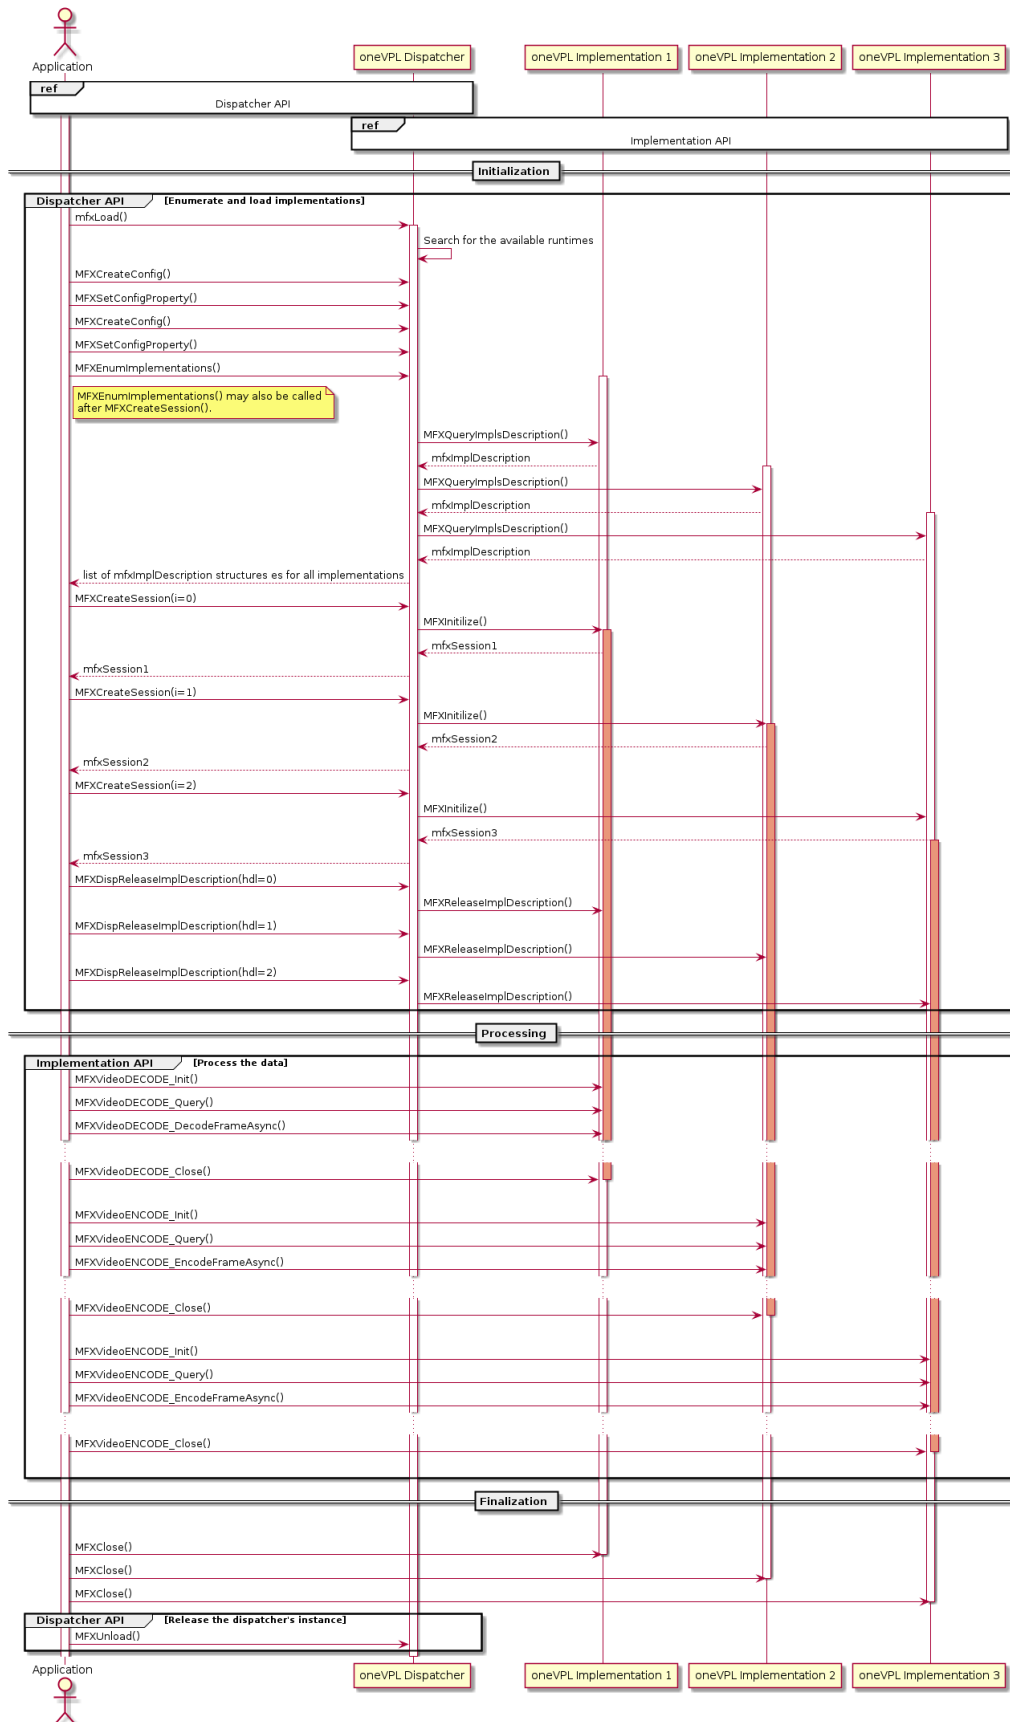 Application
oneVPL Dispatcher
oneVPL Implementation 1
oneVPL Implementation 2
oneVPL Implementation 3
ref
Dispatcher API
ref
Implementation API
Initialization
Dispatcher API [Enumerate and load implementations]
mfxLoad()
Search for the available runtimes
MFXCreateConfig()
MFXSetConfigProperty()
MFXCreateConfig()
MFXSetConfigProperty()
MFXEnumImplementations()
MFXEnumImplementations() may also be called
after MFXCreateSession().
MFXQueryImplsDescription()
mfxImplDescription
MFXQueryImplsDescription()
mfxImplDescription
MFXQueryImplsDescription()
mfxImplDescription
list of mfxImplDescription structures es for all implementations
MFXCreateSession(i=0)
MFXInitilize()
mfxSession1
mfxSession1
MFXCreateSession(i=1)
MFXInitilize()
mfxSession2
mfxSession2
MFXCreateSession(i=2)
MFXInitilize()
mfxSession3
mfxSession3
MFXDispReleaseImplDescription(hdl=0)
MFXReleaseImplDescription()
MFXDispReleaseImplDescription(hdl=1)
MFXReleaseImplDescription()
MFXDispReleaseImplDescription(hdl=2)
MFXReleaseImplDescription()
Processing
Implementation API [Process the data]
MFXVideoDECODE_Init()
MFXVideoDECODE_Query()
MFXVideoDECODE_DecodeFrameAsync()
MFXVideoDECODE_Close()
MFXVideoENCODE_Init()
MFXVideoENCODE_Query()
MFXVideoENCODE_EncodeFrameAsync()
MFXVideoENCODE_Close()
MFXVideoENCODE_Init()
MFXVideoENCODE_Query()
MFXVideoENCODE_EncodeFrameAsync()
MFXVideoENCODE_Close()
Finalization
MFXClose()
MFXClose()
MFXClose()
Dispatcher API [Release the dispatcher's instance]
MFXUnload()
Application
oneVPL Dispatcher
oneVPL Implementation 1
oneVPL Implementation 2
oneVPL Implementation 3